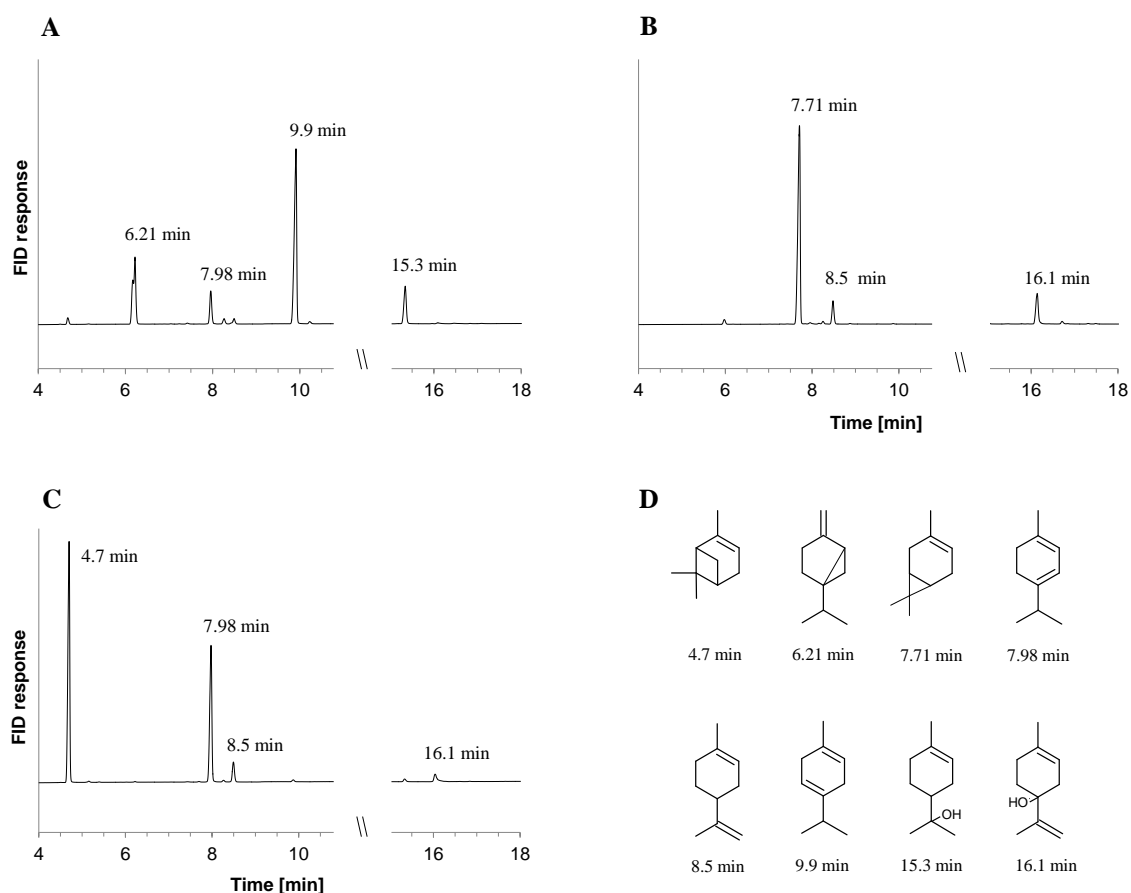 A
FID response
6.21 min
7.98 min
9.9 min
15.3 min
4 6 8 10 16 18
B
7.71 min
8.5 min
16.1 min
4 6 8 10 16 18
Time [min]
C
FID response
4.7 min
7.98 min
8.5 min
16.1 min
4 6 8 10 16 18
Time [min]
D
4.7 min 6.21 min 7.71 min 7.98 min
OH
HO
8.5 min 9.9 min 15.3 min 16.1 min